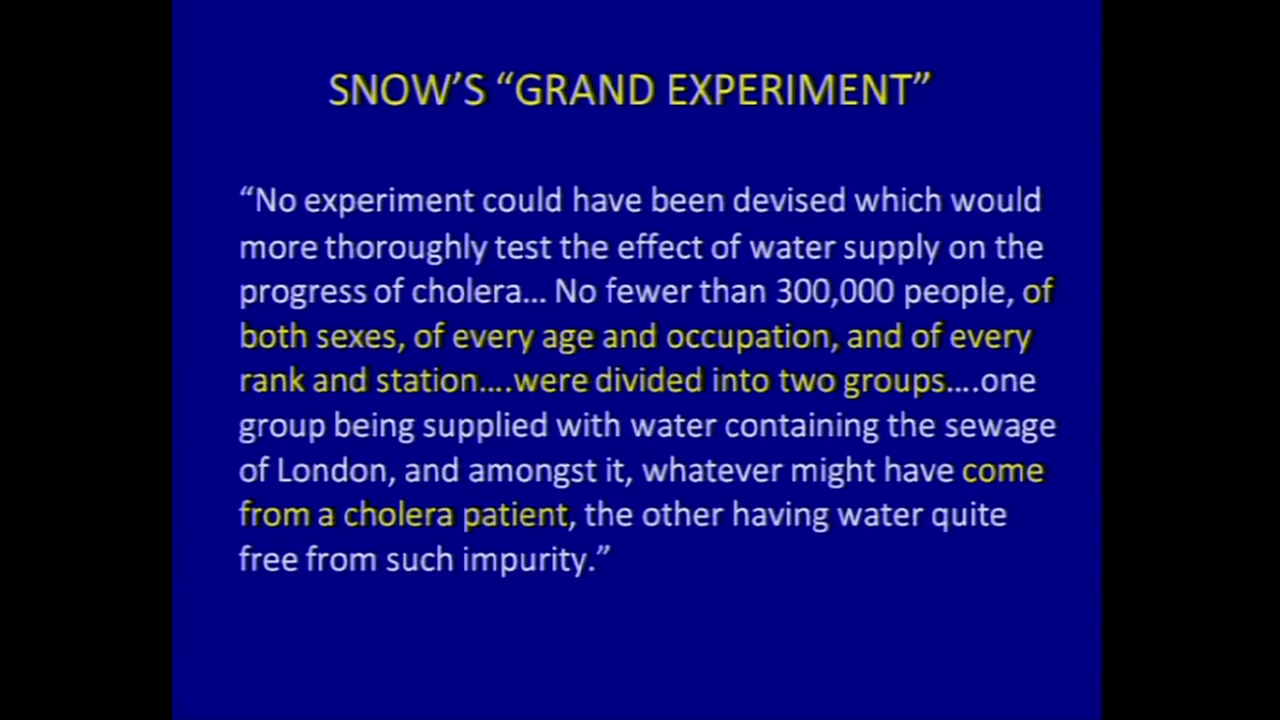 SNOW’S “GRAND EXPERIMENT”
“No experiment could have been devised which would
more thoroughly test the effect of water supply on the
progress of cholera... No fewer than 300,000 people, of
both sexes, of every age and occupation, and of every
rank and station....were divided into two groups....one
group being supplied with water containing the sewage
of London, and amongst it, whatever might have come
from a cholera patient, the other having water quite
free from such impurity.”